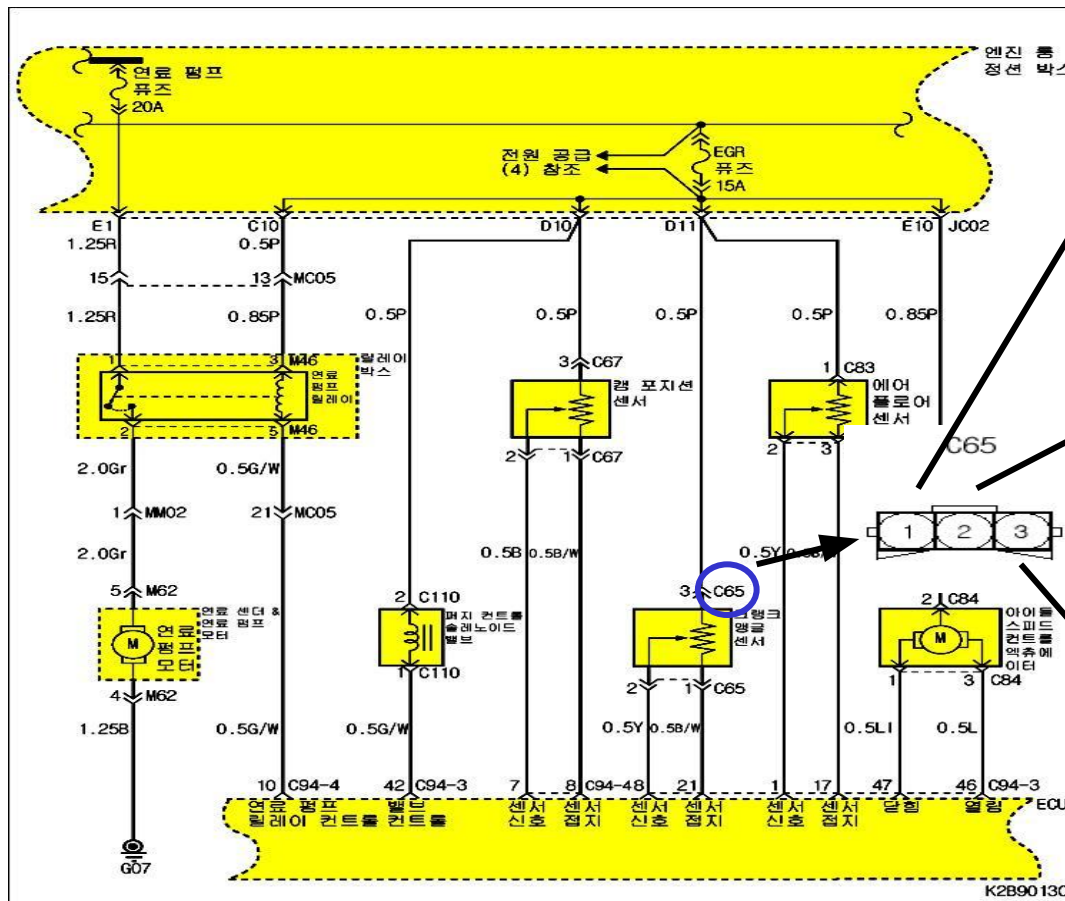 엔진 룸
정션 박스
연료 펌프
퓨즈
20A
전원 공급
(4) 참조
EGR
퓨즈
15A
E1 C10 D10 D11 E10 JC02
1.25R 0.5P
15 13 MC05
1.25R 0.85P 0.5P 0.5P 0.5P 0.5P 0.85P
1 3 M46 릴레이
박스
연료
펌프
릴레이
2 5 M46
3 C67
캠 포지션
센서
2 1 C67
1 C83
에어
플로어
센서
2 3
C65
1 2 3
2.0Gr 0.5G/W
1 MM02 21 MC05
2.0Gr 0.5B 0.5B/W 0.5Y
5 M62
연료 센더 &
연료 펌프
모터
M
연료
펌프
모터
4 M62
2 C110
퍼지 컨트롤
솔레노이드
밸브
1 C110
3 C65
크랭크
앵글
센서
2 1 C65
2 C84
M
아이들
스피드
컨트롤
엑츄에
이터
1 3 C84
1.25B 0.5G/W 0.5G/W 0.5Y 0.5B/W 0.5LI 0.5L
10 C94-4 42 C94-3 7 8 C94-4 8 21 1 17 47 46 C94-3
연료 펌프 밸브 센서 센서 센서 센서 센서 센서 닫힘 열림 ECU
릴레이 컨트롤 컨트롤 신호 접지 신호 접지 신호 접지
G07
K2B9013C